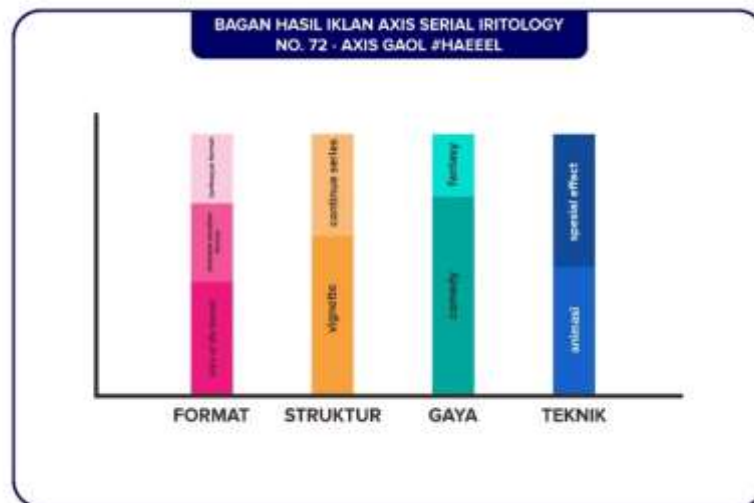 BAGAN HASIL IKLAN AXIS SERIAL IRITOLOGY
NO. 72 - AXIS GAOL #HAEEEL
continue series
vignette
fantasy
comedy
spesial effect
animasi
FORMAT STRUKTUR GAYA TEKNIK